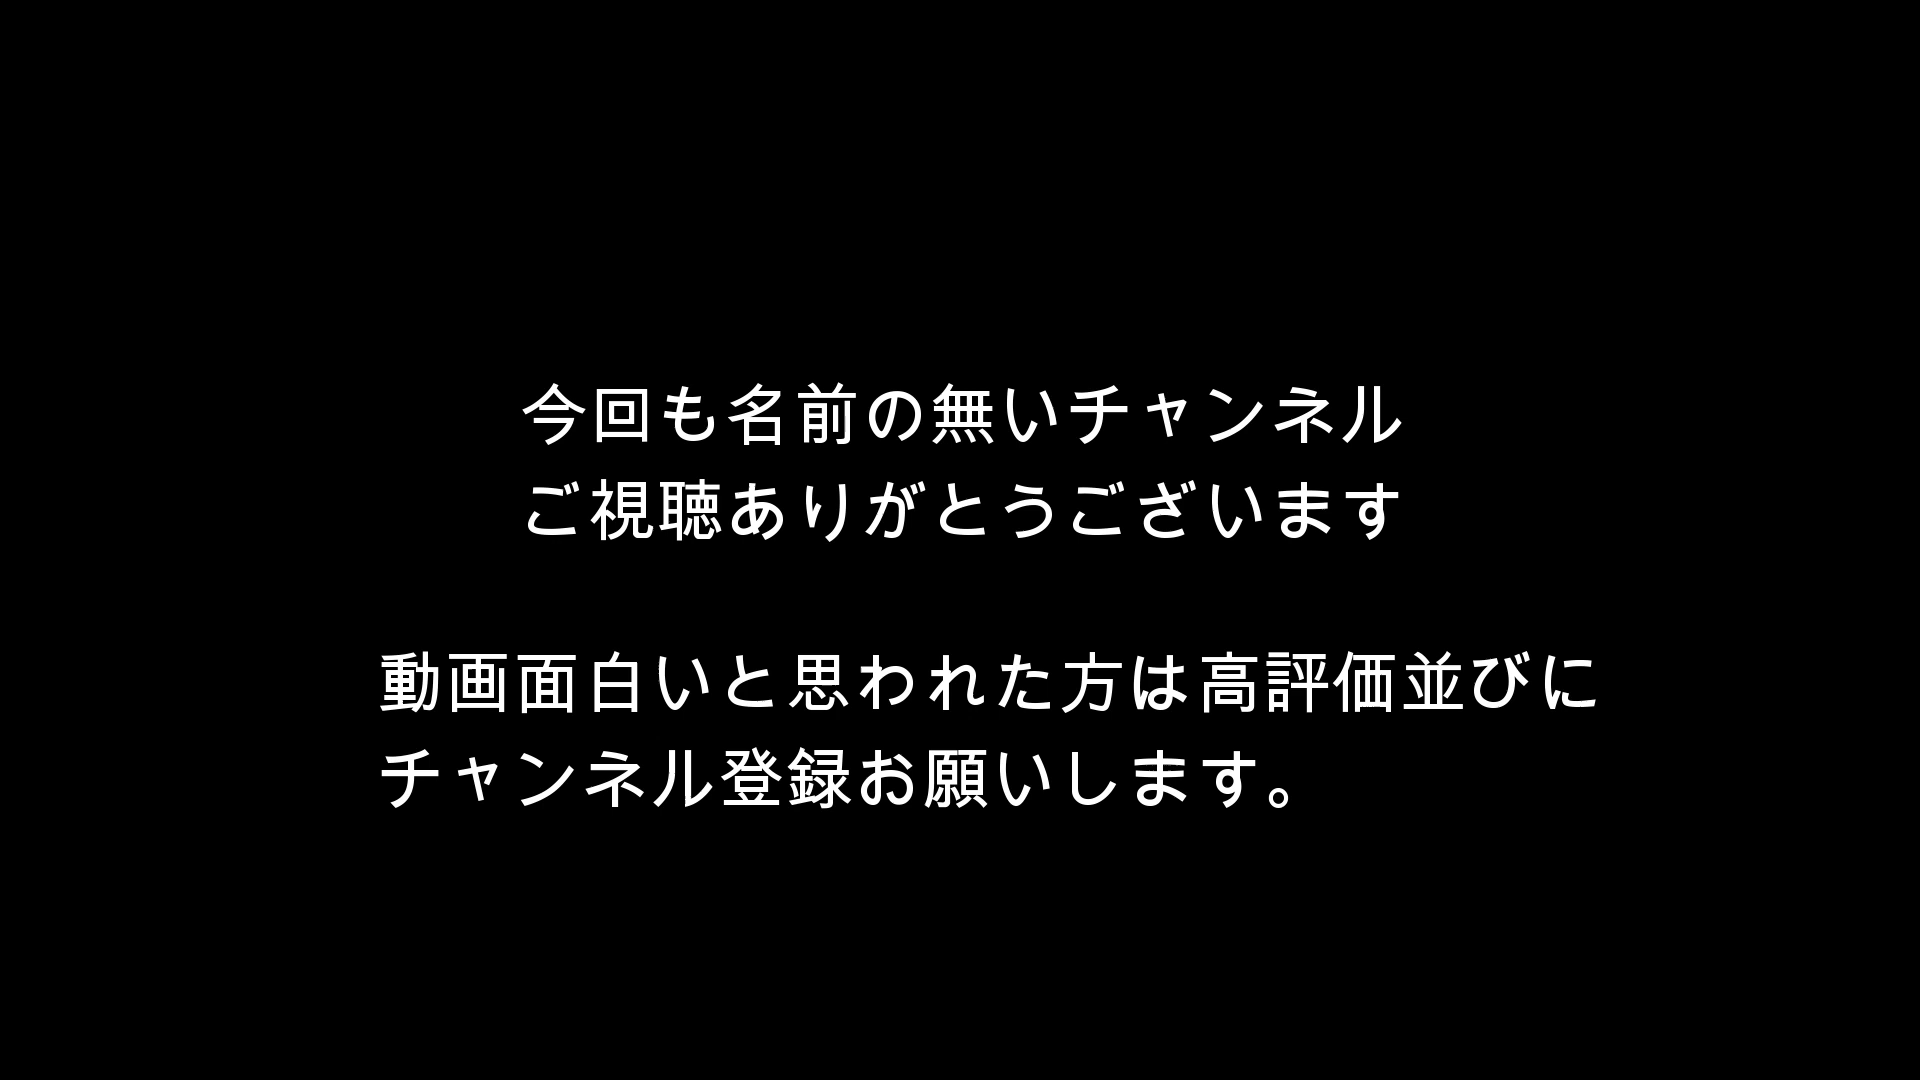 今回も名前の無いチャンネル
ご視聴ありがとうございます
動画面白いと思われた方は高評価並びに
チャンネル登録お願いします。